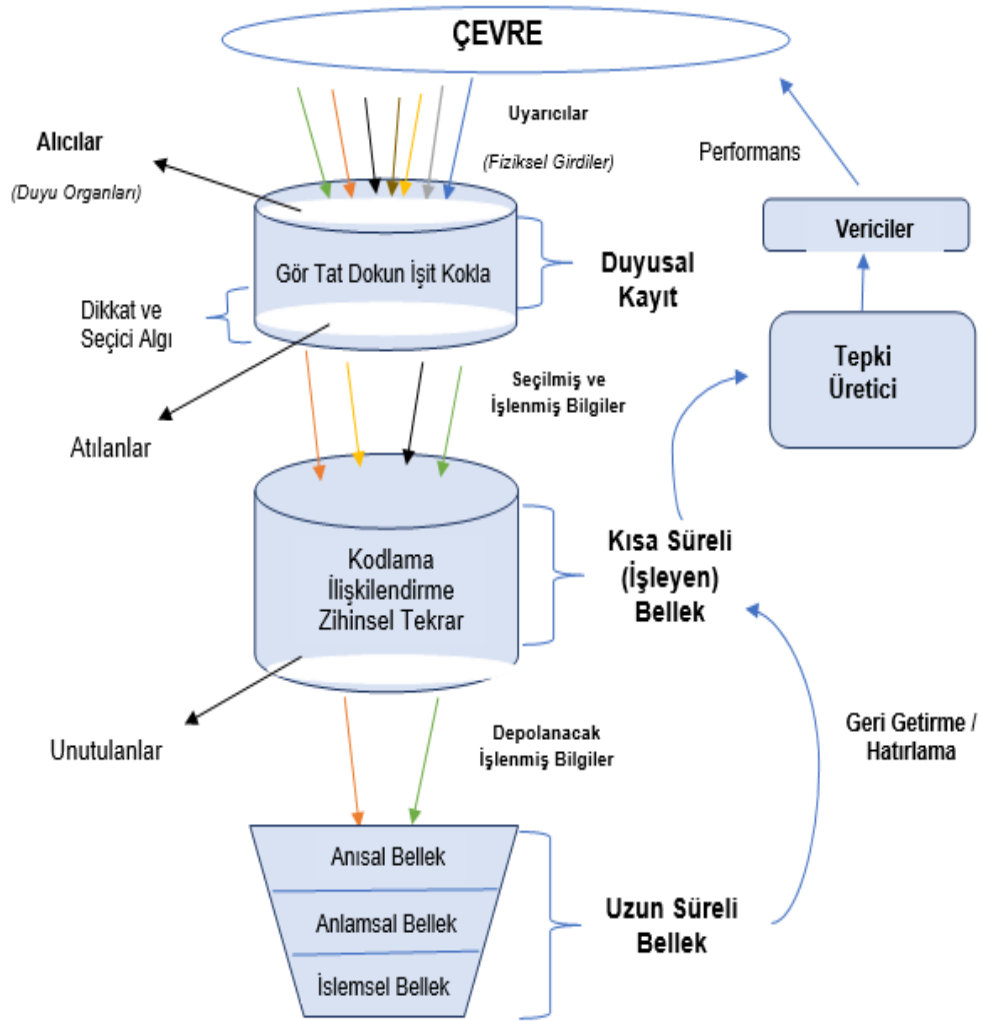 ÇEVRE
Uyarıcılar
(Fiziksel Girdiler)
Alıcılar
(Duyu Organları)
Performans
Vericiler
Gör Tat Dokun İşit Kokla
Duyusal
Kayıt
Dikkat ve
Seçici Algı
Tepki
Üretici
Seçilmiş ve
İşlenmiş Bilgiler
Atılanlar
Kodlama
İlişkilendirme
Zihinsel Tekrar
Kısa Süreli
(İşleyen)
Bellek
Unutulanlar
Depolanacak
İşlenmiş Bilgiler
Geri Getirme /
Hatırlama
Anısal Bellek
Anlamsal Bellek
İslemsel Bellek
Uzun Süreli
Bellek